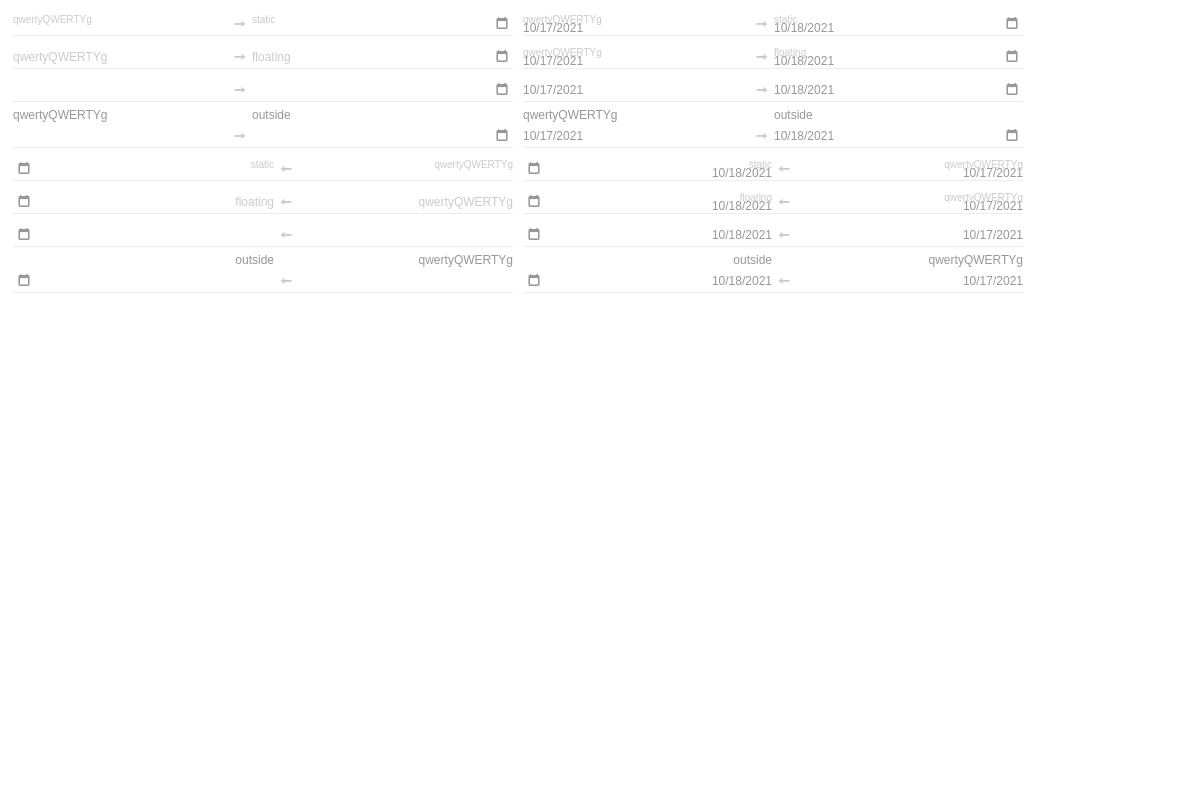 qwertyQWERTYg static qwertyQWERTYg static
10/17/2021 10/18/2021
qwertyQWERTYg floating qwertyQWERTYg floating
10/17/2021 10/18/2021
10/17/2021 10/18/2021
qwertyQWERTYg outside qwertyQWERTYg outside
10/17/2021 10/18/2021
static qwertyQWERTYg static qwertyQWERTYg
10/18/2021 10/17/2021
floating qwertyQWERTYg floating qwertyQWERTYg
10/18/2021 10/17/2021
10/18/2021 10/17/2021
outside qwertyQWERTYg outside qwertyQWERTYg
10/18/2021 10/17/2021